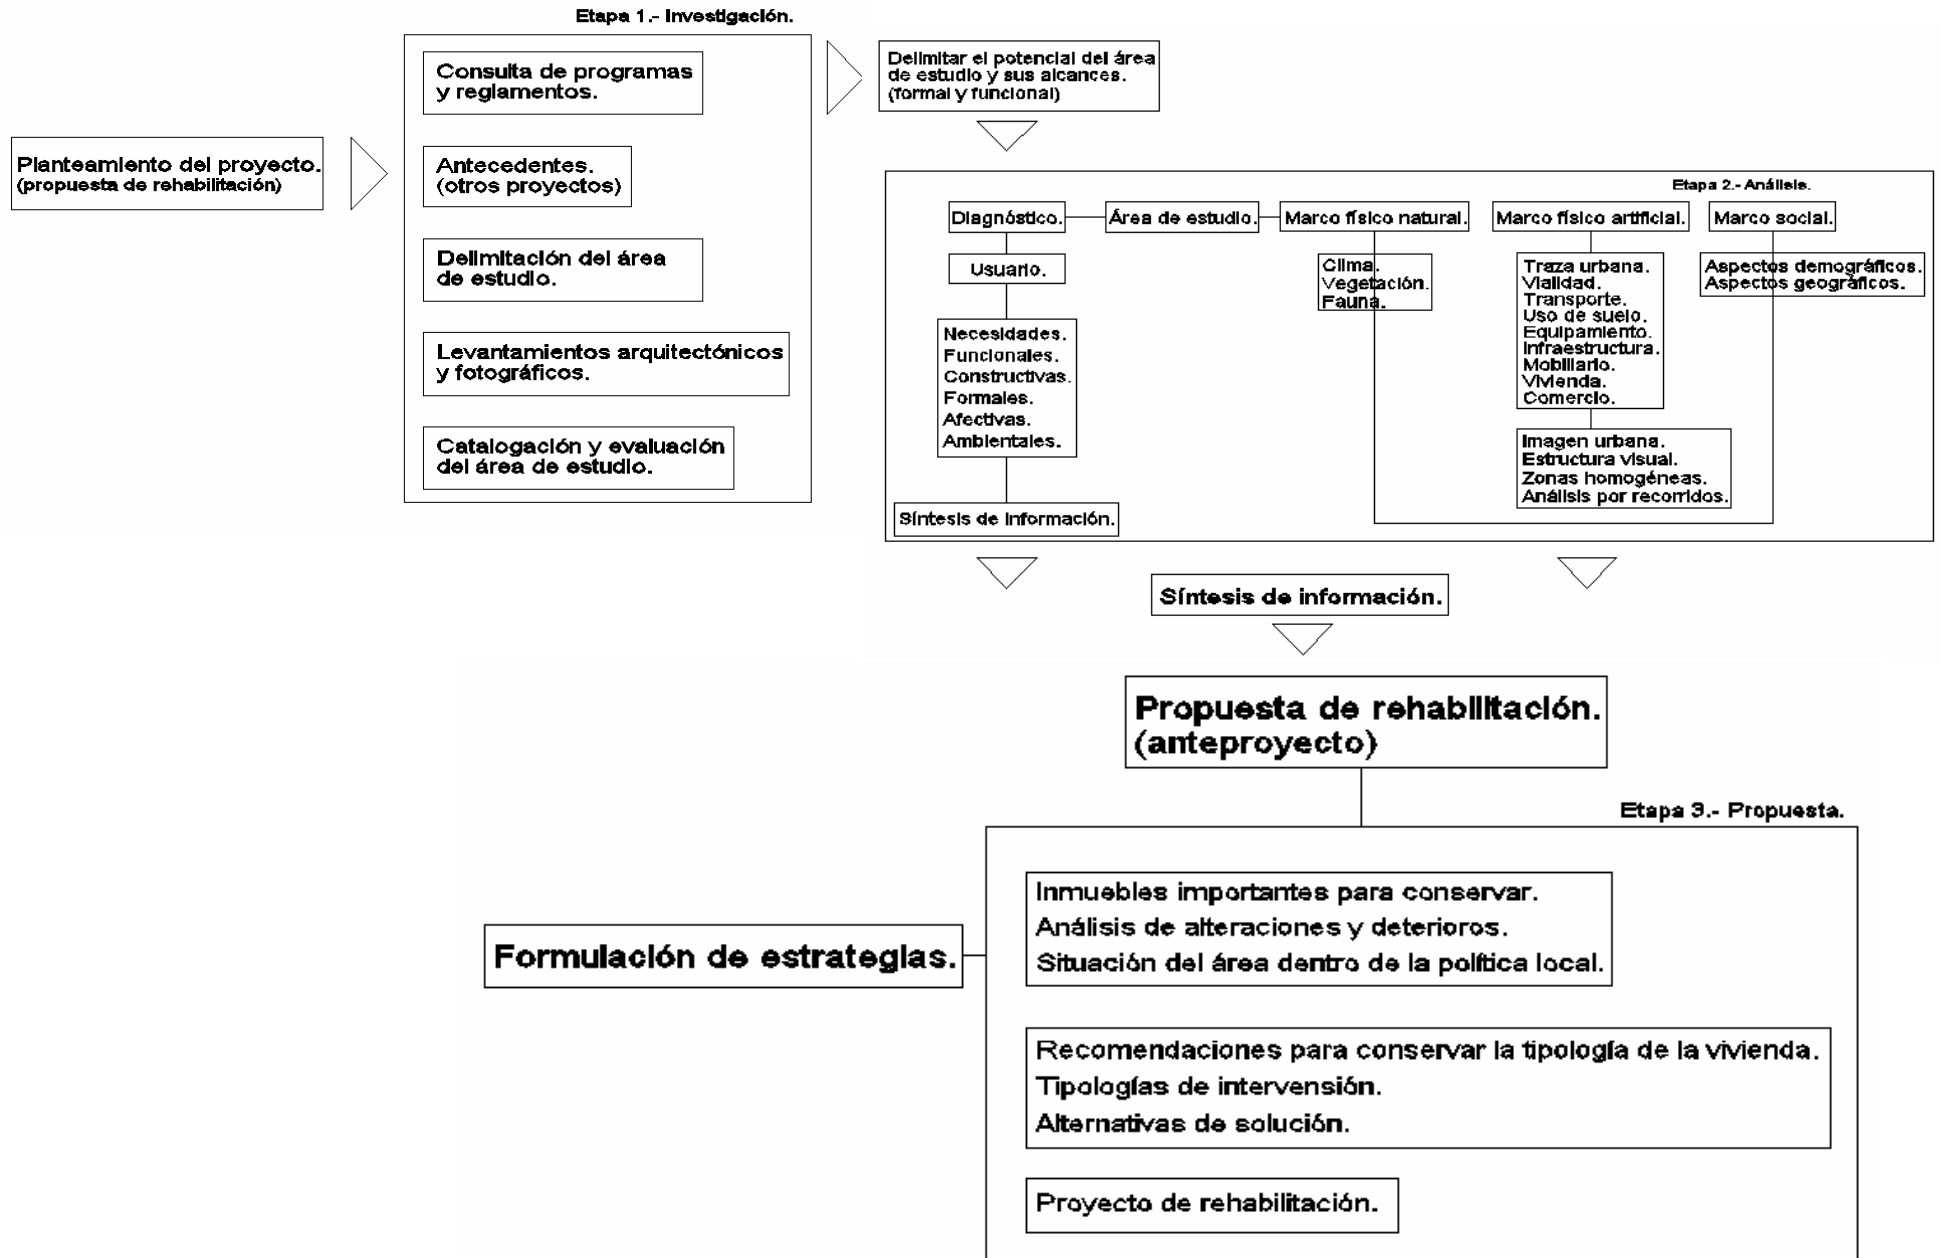 Etapa 1.- Investigación.
Planteamiento del proyecto.
(propuesta de rehabilitación)
Consulta de programas
y reglamentos.
Antecedentes.
(otros proyectos)
Delimitación del área
de estudio.
Levantamientos arquitectónicos
y fotográficos.
Catalogación y evaluación
del área de estudio.
Delimitar el potencial del área
de estudio y sus alcances.
(formal y funcional)
Etapa 2.- Análisis.
Diagnóstico.
Área de estudio.
Marco físico natural.
Marco físico artificial.
Marco social.
Usuario.
Necesidades.
Funcionales.
Constructivas.
Formales.
Afectivas.
Ambientales.
Síntesis de información.
Clima.
Vegetación.
Fauna.
Traza urbana.
Vialidad.
Transporte.
Uso de suelo.
Equipamiento.
Infraestructura.
Mobiliario.
Vivienda.
Comercio.
Imagen urbana.
Estructura visual.
Zonas homogéneas.
Análisis por recorridos.
Aspectos demográficos.
Aspectos geográficos.
Síntesis de información.
Propuesta de rehabilitación.
(anteproyecto)
Etapa 3.- Propuesta.
Formulación de estrategias.
Inmuebles importantes para conservar.
Análisis de alteraciones y deterioros.
Situación del área dentro de la política local.
Recomendaciones para conservar la tipología de la vivienda.
Tipologías de intervensión.
Alternativas de solución.
Proyecto de rehabilitación.